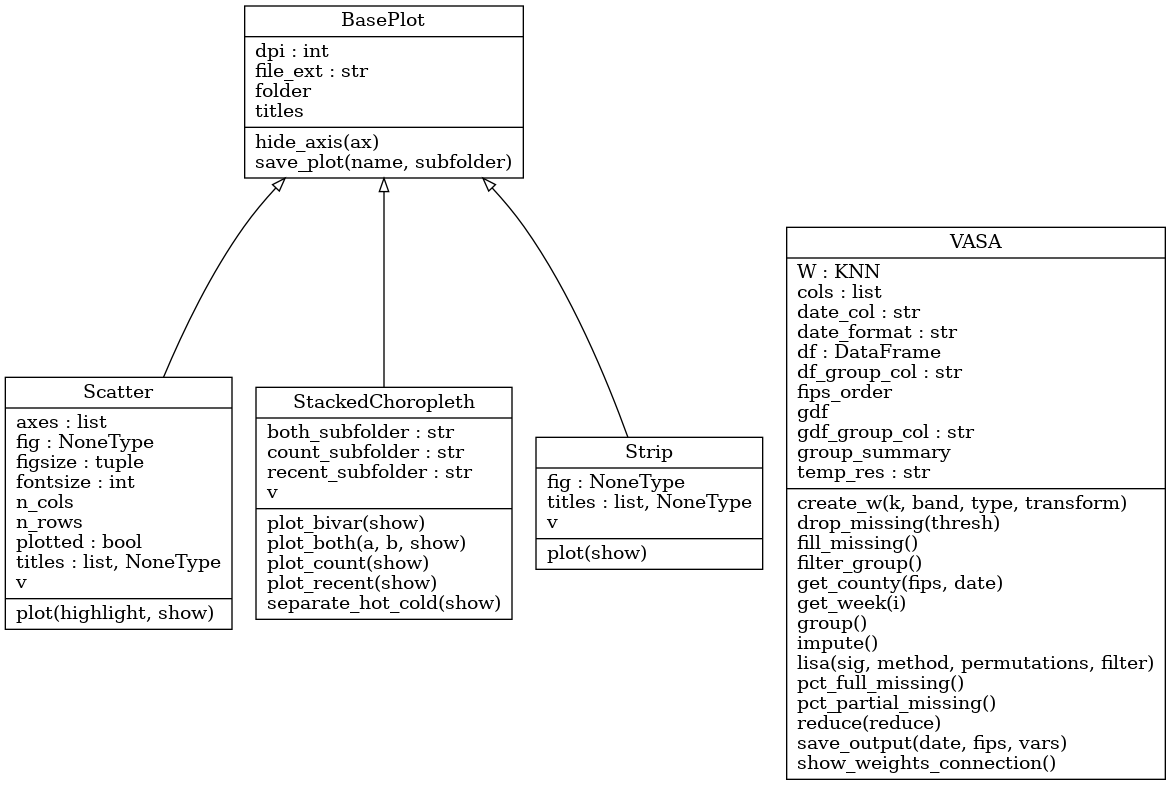 BasePlot
dpi : int
file_ext : str
folder
titles
hide_axis(ax)
save_plot(name, subfolder)
Scatter
axes : list
fig : NoneType
figsize : tuple
fontsize : int
n_cols
n_rows
plotted : bool
titles : list, NoneType
v
plot(highlight, show)
StackedChoropleth
both_subfolder : str
count_subfolder : str
recent_subfolder : str
v
plot_bivar(show)
plot_both(a, b, show)
plot_count(show)
plot_recent(show)
separate_hot_cold(show)
Strip
fig : NoneType
titles : list, NoneType
v
plot(show)
VASA
W : KNN
cols : list
date_col : str
date_format : str
df : DataFrame
df_group_col : str
fips_order
gdf
gdf_group_col : str
group_summary
temp_res : str
create_w(k, band, type, transform)
drop_missing(thresh)
fill_missing()
filter_group()
get_county(fips, date)
get_week(i)
group()
impute()
lisa(sig, method, permutations, filter)
pct_full_missing()
pct_partial_missing()
reduce(reduce)
save_output(date, fips, vars)
show_weights_connection()